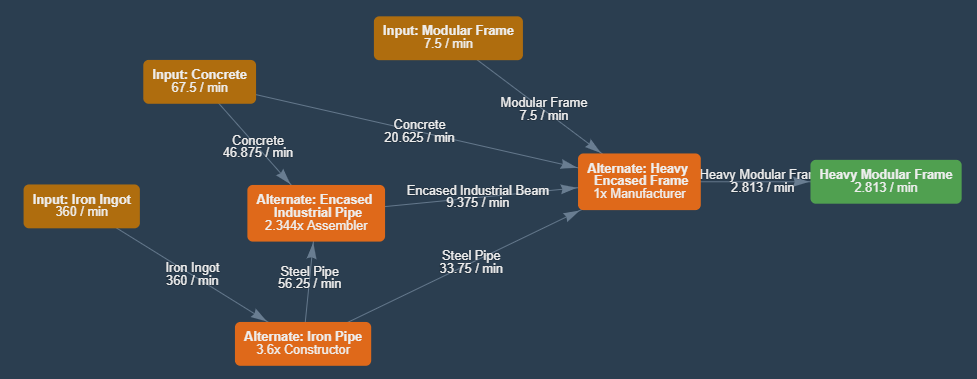 Input: Modular Frame
7.5 / min
Input: Concrete
67.5 / min
Modular Frame
7.5 / min
Concrete
20.625 / min
Concrete
46.875 / min
Alternate: Heavy
Encased Frame
1x Manufacturer
Heavy Modular Fra
2.813 / min
Heavy Modular Frame
2.813 / min
Input: Iron Ingot
360 / min
Alternate: Encased
Industrial Pipe
2.344x Assembler
Encased Industrial Beam
9.375 / min
Iron Ingot
360 / min
Steel Pipe
56.25 / min
Steel Pipe
33.75 / min
Alternate: Iron Pipe
3.6x Constructor